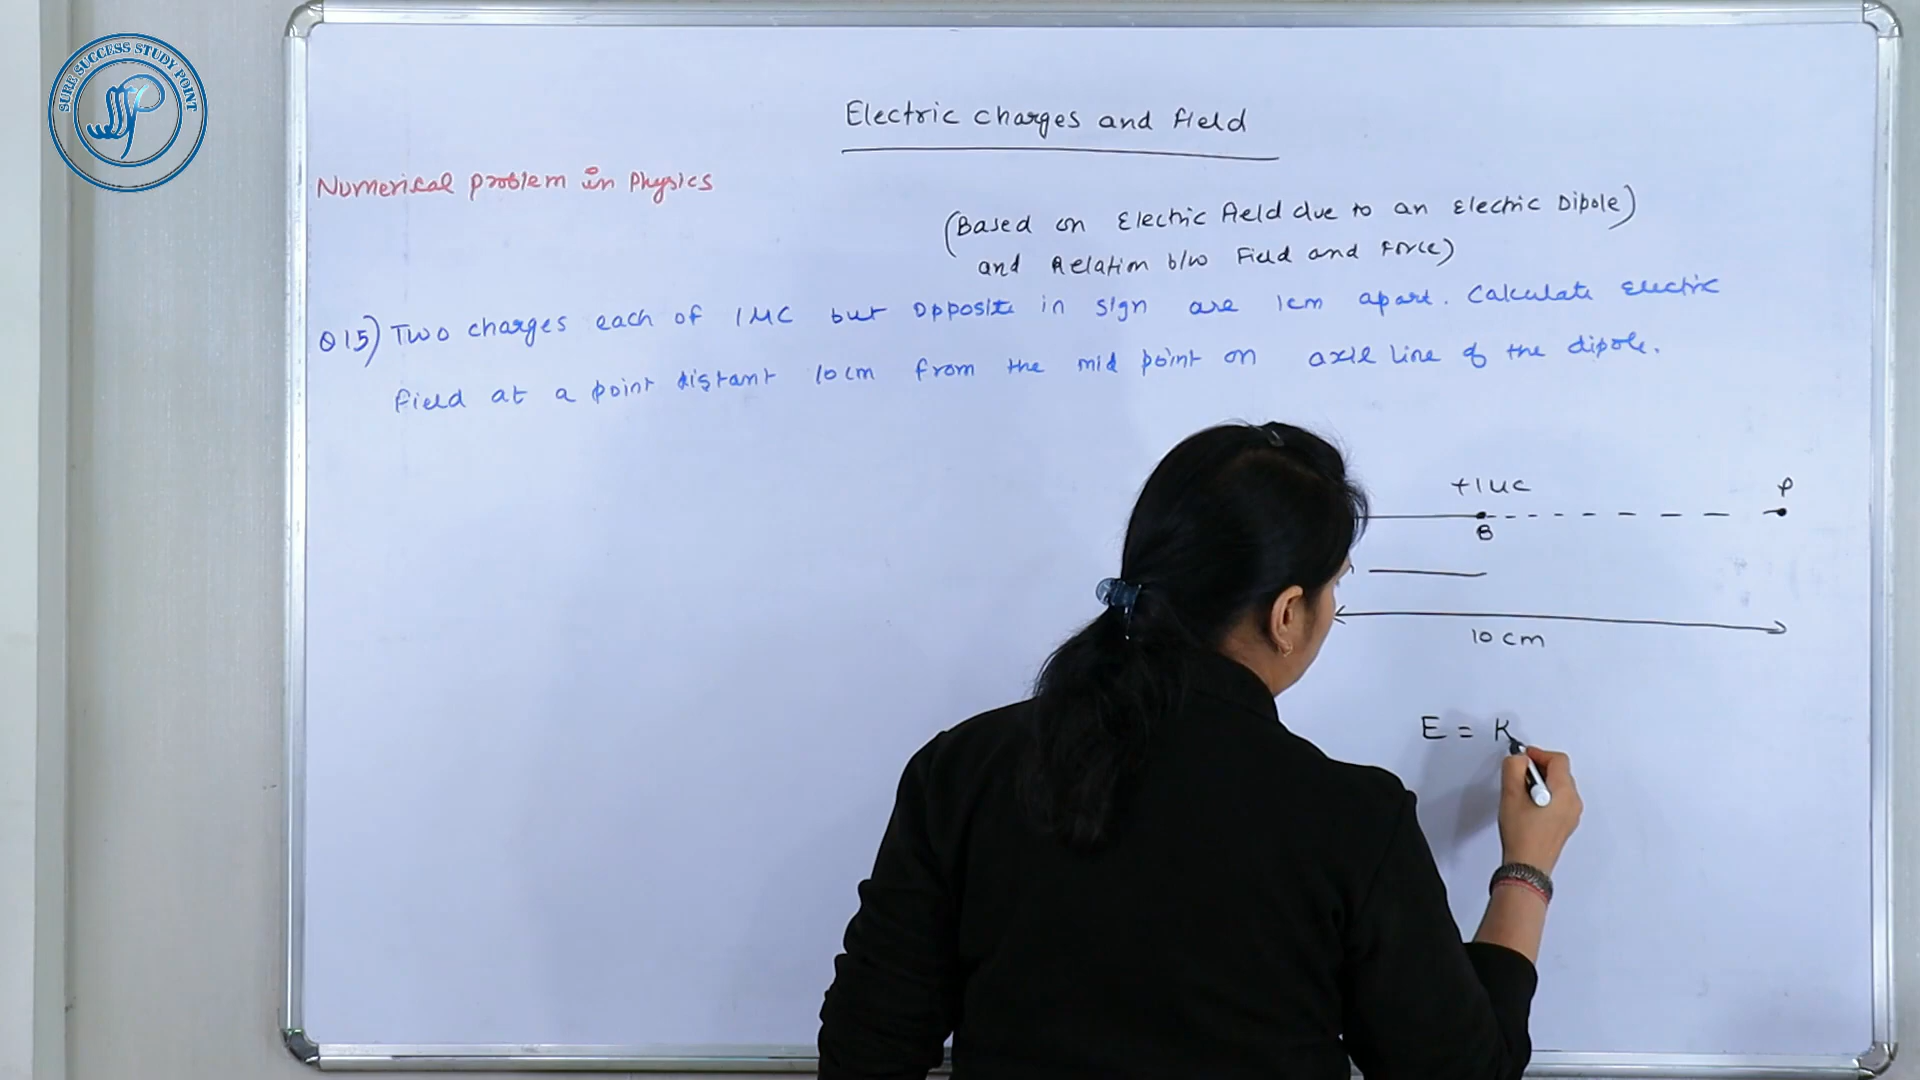 SURE SUCCESS STUDY POINT
SSP
Electric charges and field
Numerical problem in Physics
(Based on Electric field due to an Electric Dipole)
and Relation b/w Field and Force)
Q15) Two charges each of 1μC but opposite in sign are 1cm apart. Calculate Electric
field at a point distant 10cm from the mid point on axil line of the dipole.
+1μC
P
B
10 cm
E = K